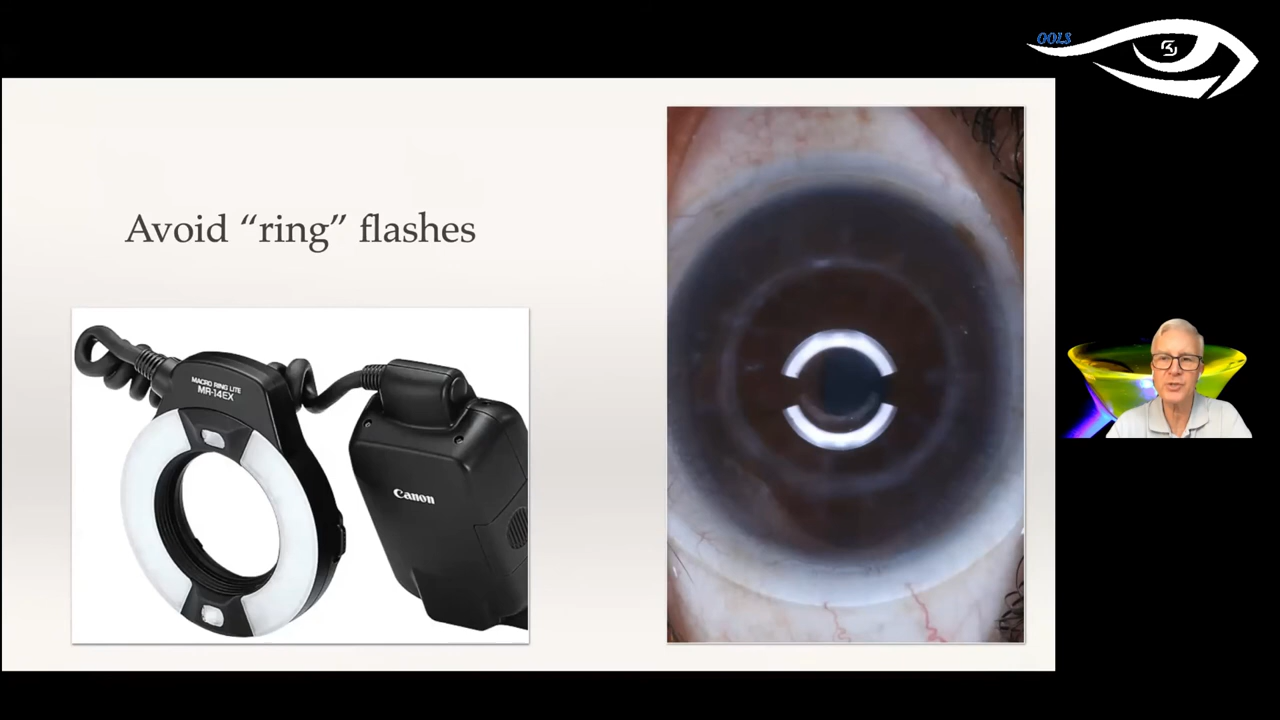 OOLS
Avoid “ring” flashes
MACRO RING LITE
MR-14EX
Canon